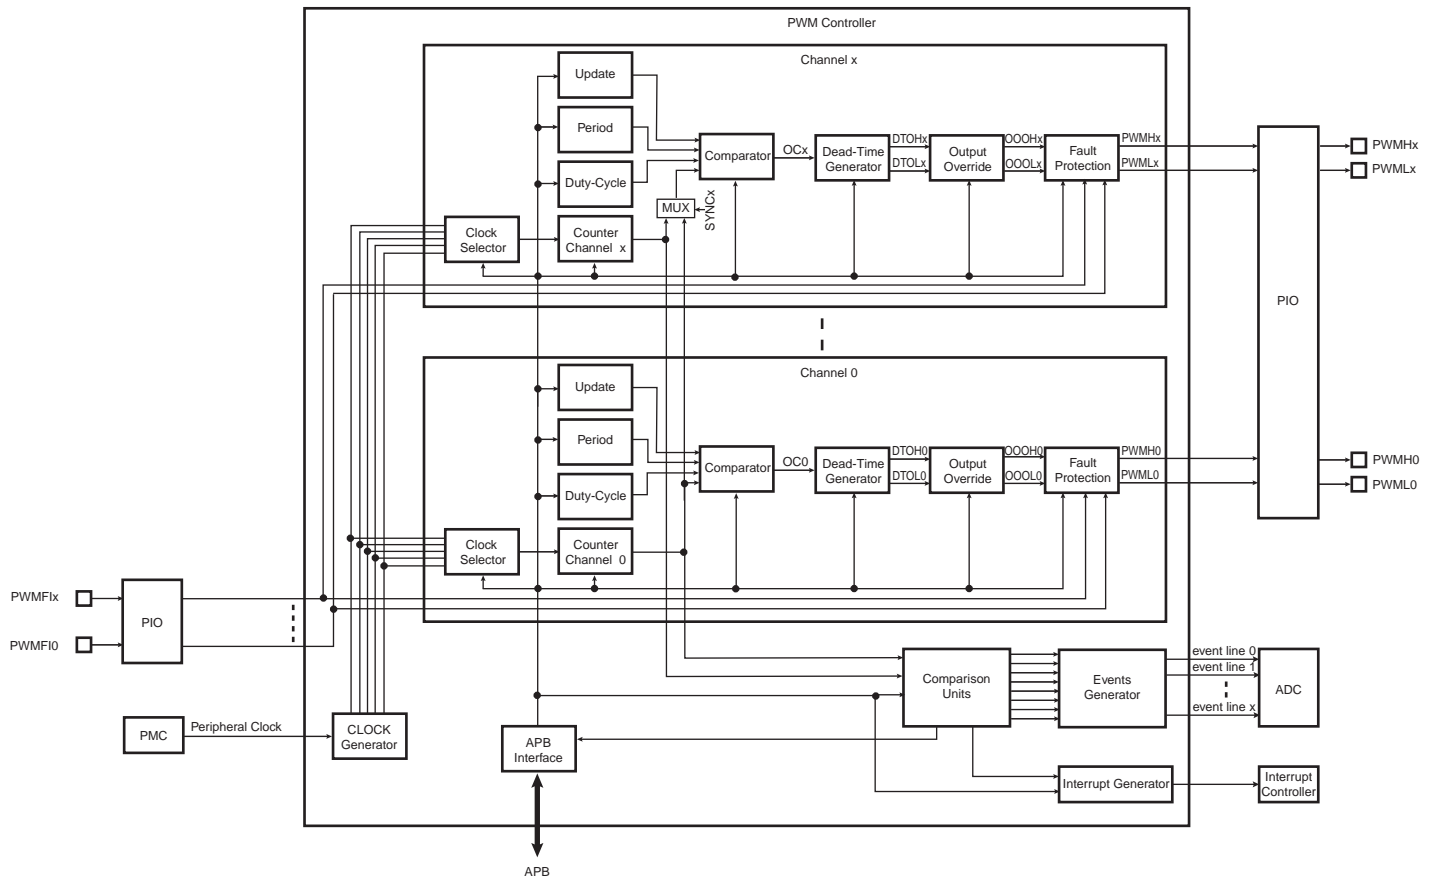 PWM Controller
Channel x
Update
Period
Duty-Cycle
Clock
Selector
Counter
Channel x
MUX
SYNCx
Comparator
OCx
Dead-Time
Generator
DTOHx
DTOLx
Output
Override
OOOHx
OOOLx
Fault
Protection
PWMHx
PWMLx
PIO
PWMHx
PWMLx
Channel 0
Update
Period
Duty-Cycle
Clock
Selector
Counter
Channel 0
Comparator
OC0
Dead-Time
Generator
DTOH0
DTOL0
Output
Override
OOOH0
OOOL0
Fault
Protection
PWMH0
PWML0
PWMH0
PWML0
PWMFIx
PWMFI0
PIO
PMC
Peripheral Clock
CLOCK
Generator
APB
Interface
APB
Comparison
Units
Events
Generator
event line 0
event line 1
event line x
ADC
Interrupt Generator
Interrupt
Controller